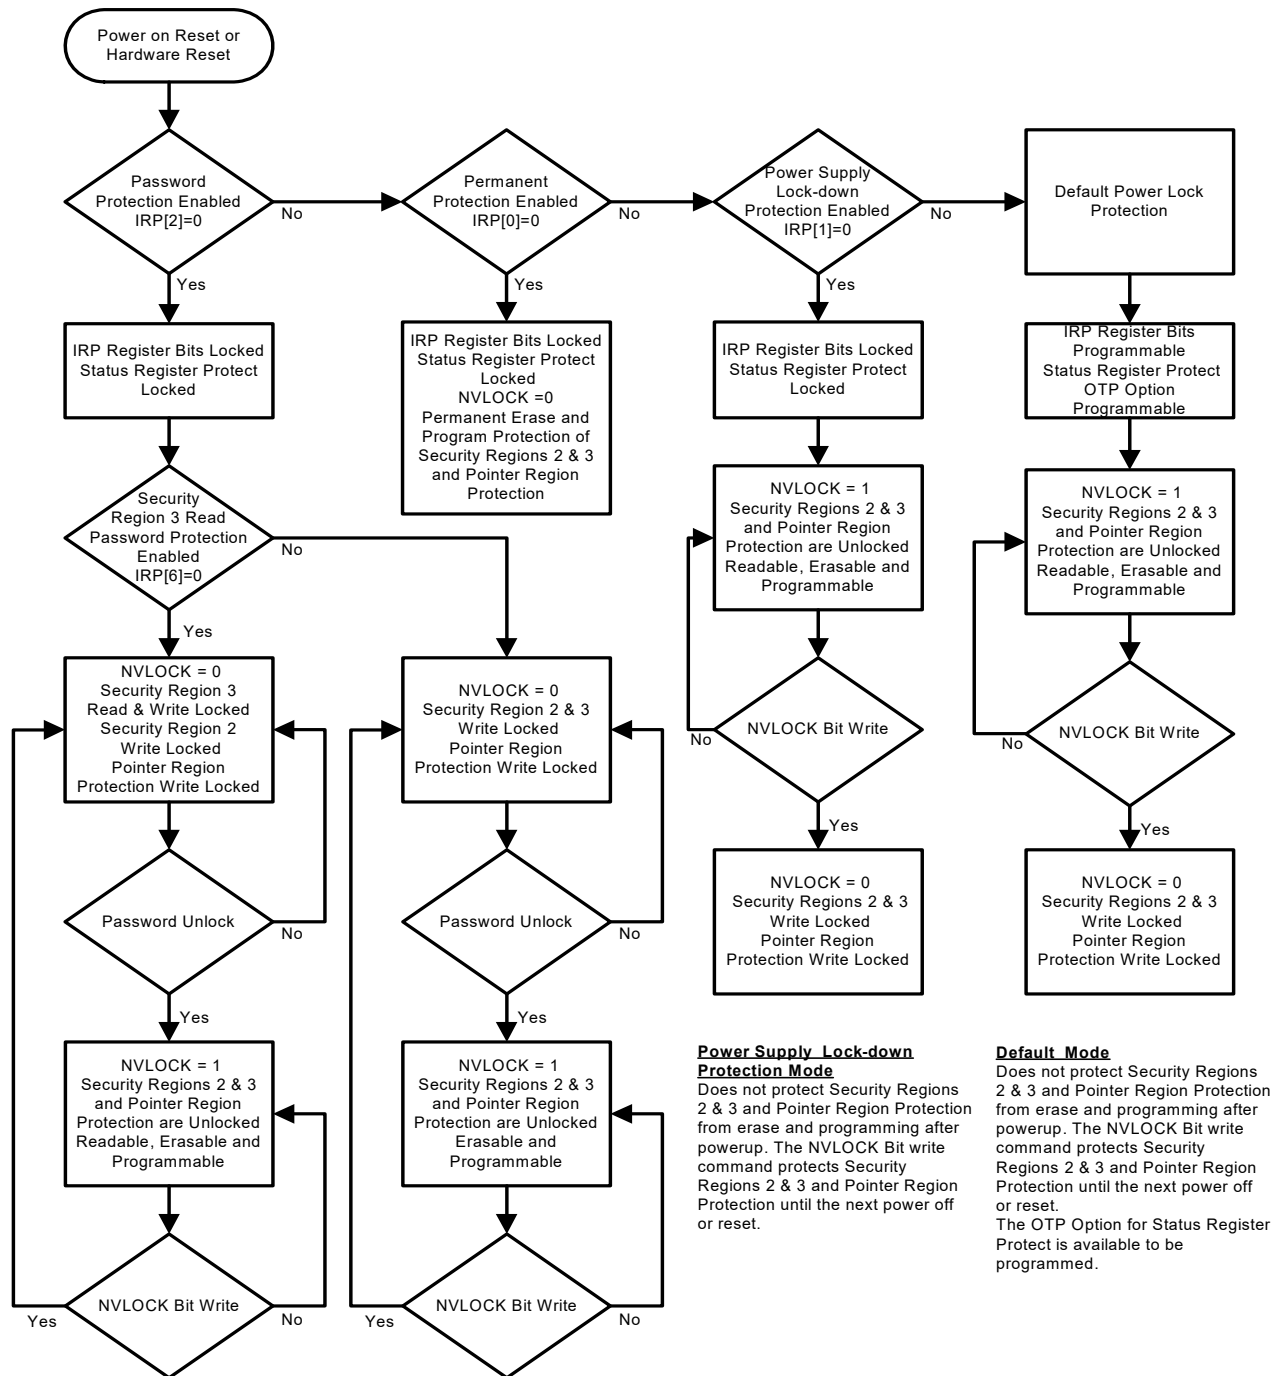 Power on Reset or
Hardware Reset
Password
Protection Enabled
IRP[2]=0
No
Permanent
Protection Enabled
IRP[0]=0
No
Power Supply
Lock-down
Protection Enabled
IRP[1]=0
No
Default Power Lock
Protection
Yes
Yes
Yes
IRP Register Bits Locked
Status Register Protect
Locked
IRP Register Bits Locked
Status Register Protect
Locked
NVLOCK =0
Permanent Erase and
Program Protection of
Security Regions 2 & 3
and Pointer Region
Protection
IRP Register Bits Locked
Status Register Protect
Locked
IRP Register Bits
Programmable
Status Register Protect
OTP Option
Programmable
Security
Region 3 Read
Password Protection
Enabled
IRP[6]=0
No
Yes
NVLOCK = 1
Security Regions 2 & 3
and Pointer Region
Protection are Unlocked
Readable, Erasable and
Programmable
NVLOCK = 1
Security Regions 2 & 3
and Pointer Region
Protection are Unlocked
Readable, Erasable and
Programmable
NVLOCK = 0
Security Region 3
Read & Write Locked
Security Region 2
Write Locked
Pointer Region
Protection Write Locked
NVLOCK = 0
Security Region 2 & 3
Write Locked
Pointer Region
Protection Write Locked
NVLOCK Bit Write
No
Yes
NVLOCK Bit Write
No
Yes
Password Unlock
No
Yes
Password Unlock
No
Yes
NVLOCK = 0
Security Regions 2 & 3
Write Locked
Pointer Region
Protection Write Locked
NVLOCK = 0
Security Regions 2 & 3
Write Locked
Pointer Region
Protection Write Locked
NVLOCK = 1
Security Regions 2 & 3
and Pointer Region
Protection are Unlocked
Readable, Erasable and
Programmable
NVLOCK = 1
Security Regions 2 & 3
and Pointer Region
Protection are Unlocked
Erasable and
Programmable
Power Supply Lock-down
Protection Mode
Does not protect Security Regions
2 & 3 and Pointer Region Protection
from erase and programming after
powerup. The NVLOCK Bit write
command protects Security
Regions 2 & 3 and Pointer Region
Protection until the next power off
or reset.
Default Mode
Does not protect Security Regions
2 & 3 and Pointer Region Protection
from erase and programming after
powerup. The NVLOCK Bit write
command protects Security
Regions 2 & 3 and Pointer Region
Protection until the next power off
or reset.
The OTP Option for Status Register
Protect is available to be
programmed.
NVLOCK Bit Write
Yes
No
NVLOCK Bit Write
Yes
No